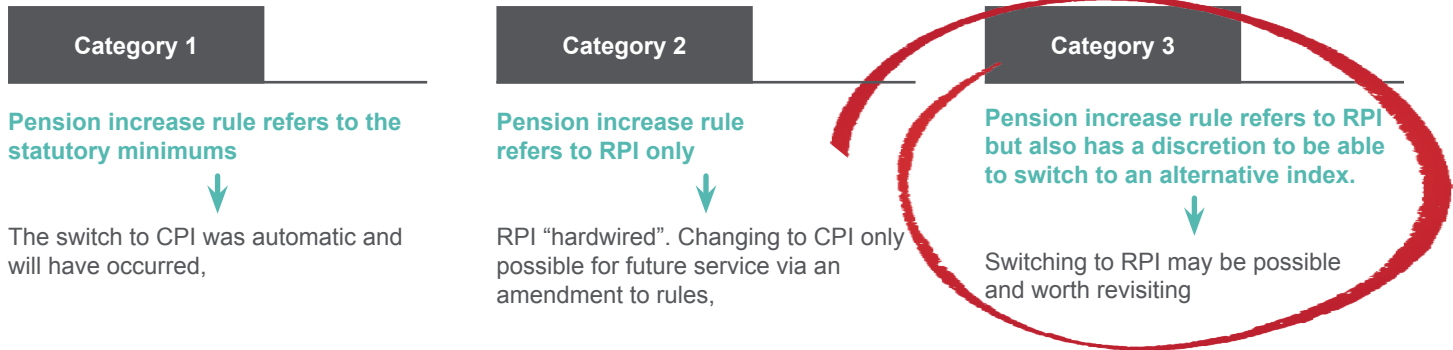 Category 1
Pension increase rule refers to the
statutory minimums
The switch to CPI was automatic and
will have occurred,
Category 2
Pension increase rule
refers to RPI only
RPI “hardwired”. Changing to CPI only
possible for future service via an
amendment to rules,
Category 3
Pension increase rule refers to RPI
but also has a discretion to be able
to switch to an alternative index.
Switching to RPI may be possible
and worth revisiting